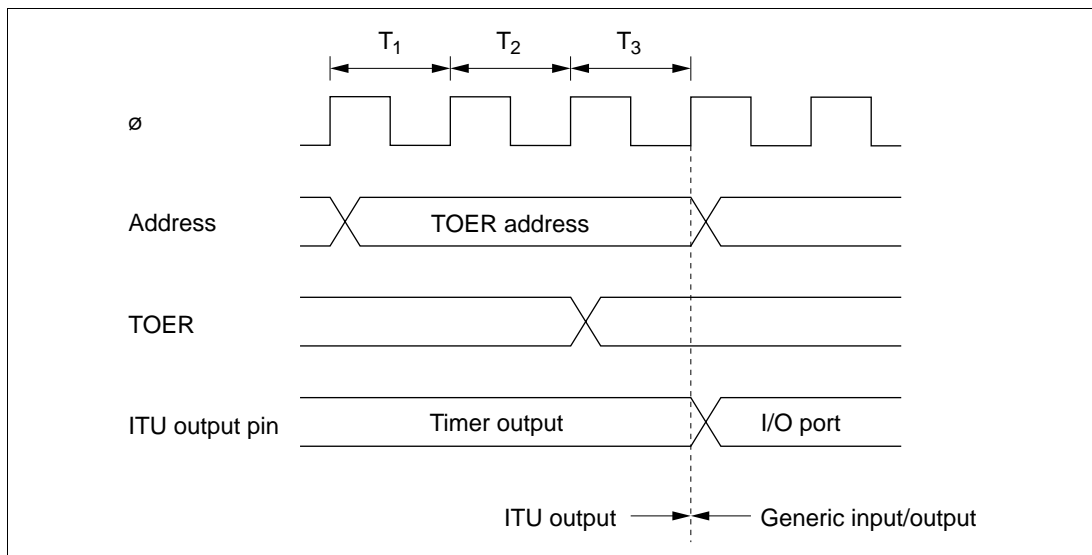 T1 T2 T3
ø
Address TOER address
TOER
ITU output pin Timer output I/O port
ITU output Generic input/output